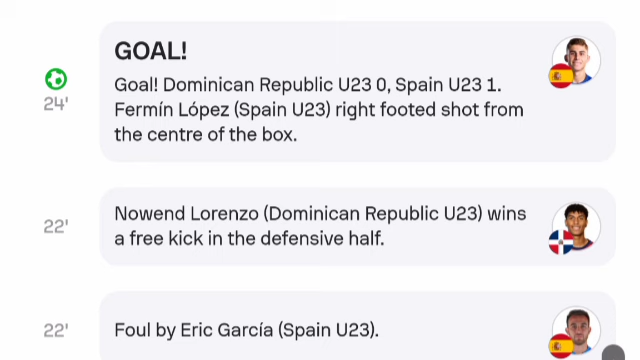 GOAL!
24'
Goal! Dominican Republic U23 0, Spain U23 1.
Fermín López (Spain U23) right footed shot from
the centre of the box.
22'
Nowend Lorenzo (Dominican Republic U23) wins
a free kick in the defensive half.
22'
Foul by Eric García (Spain U23).